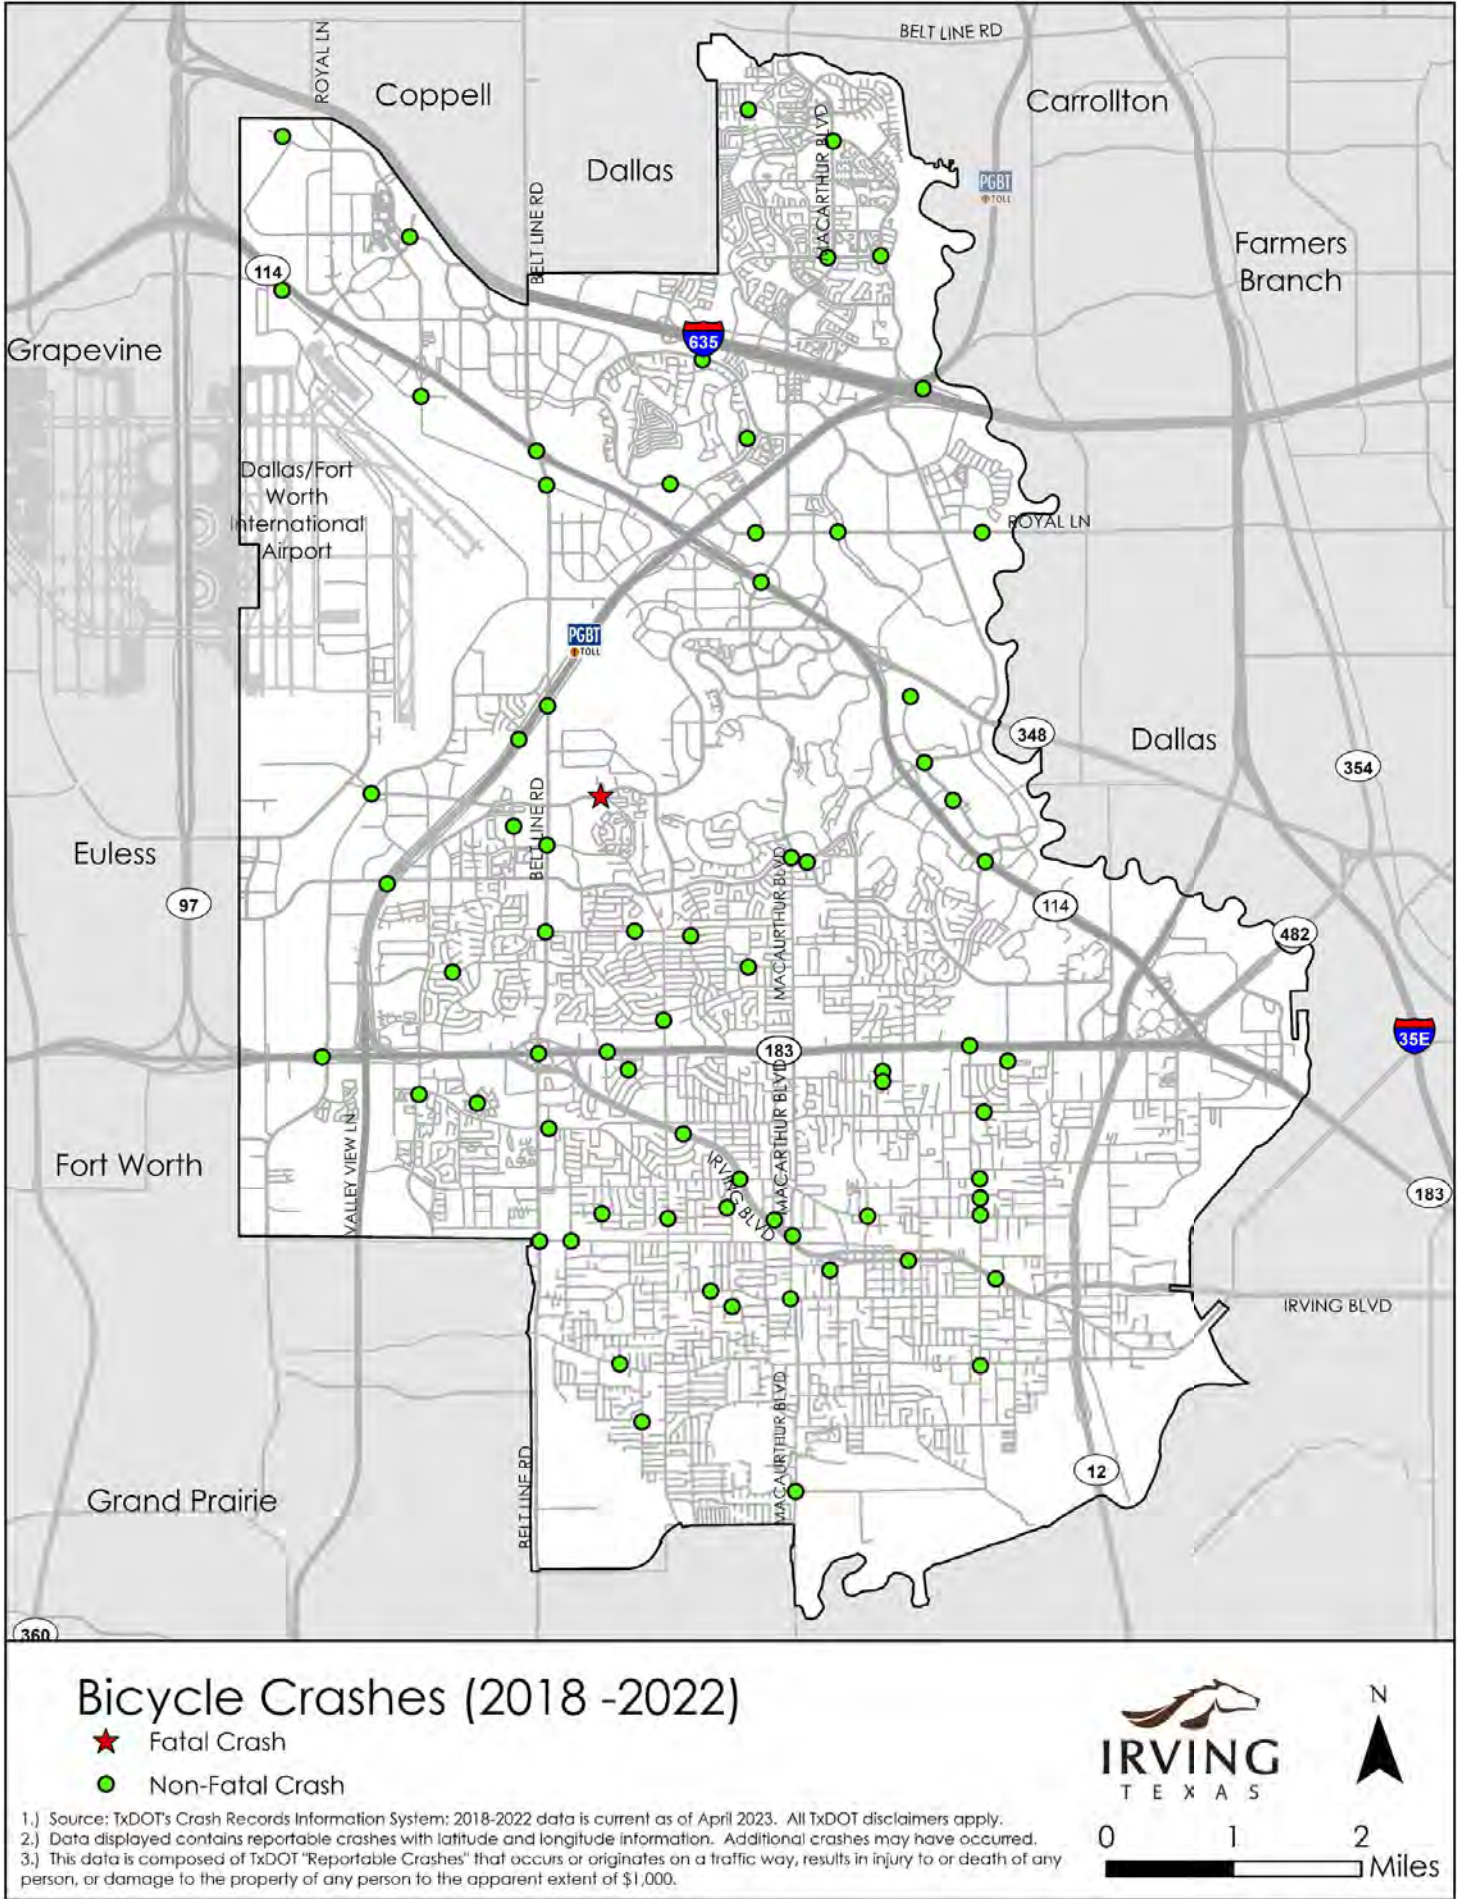 BELT LINE RD
ROYAL LN
Coppell
Carrollton
MACARTHUR BLVD
Dallas
PGBT
TOLL
BELT LINE RD
Farmers
Branch
114
635
Grapevine
Dallas/Fort
Worth
International
Airport
ROYAL LN
PGBT
TOLL
348
Dallas
354
BELT LINE RD
Euless
MACAURTHUR BLVD
97
114
482
MACAURTHUR BLVD
183
35E
MACARTHUR BLVD
VALLEY VIEW LN
Fort Worth
IRVING BLVD
183
IRVING BLVD
MACAURTHUR BLVD
BELT LINE RD
12
Grand Prairie
360
Bicycle Crashes (2018 -2022)
Fatal Crash
Non-Fatal Crash
1.) Source: TxDOT's Crash Records Information System: 2018-2022 data is current as of April 2023. All TxDOT disclaimers apply.
2.) Data displayed contains reportable crashes with latitude and longitude information. Additional crashes may have occurred.
3.) This data is composed of TxDOT "Reportable Crashes" that occurs or originates on a traffic way, results in injury to or death of any
person, or damage to the property of any person to the apparent extent of $1,000.
IRVING
TEXAS
N
0 1 2
Miles